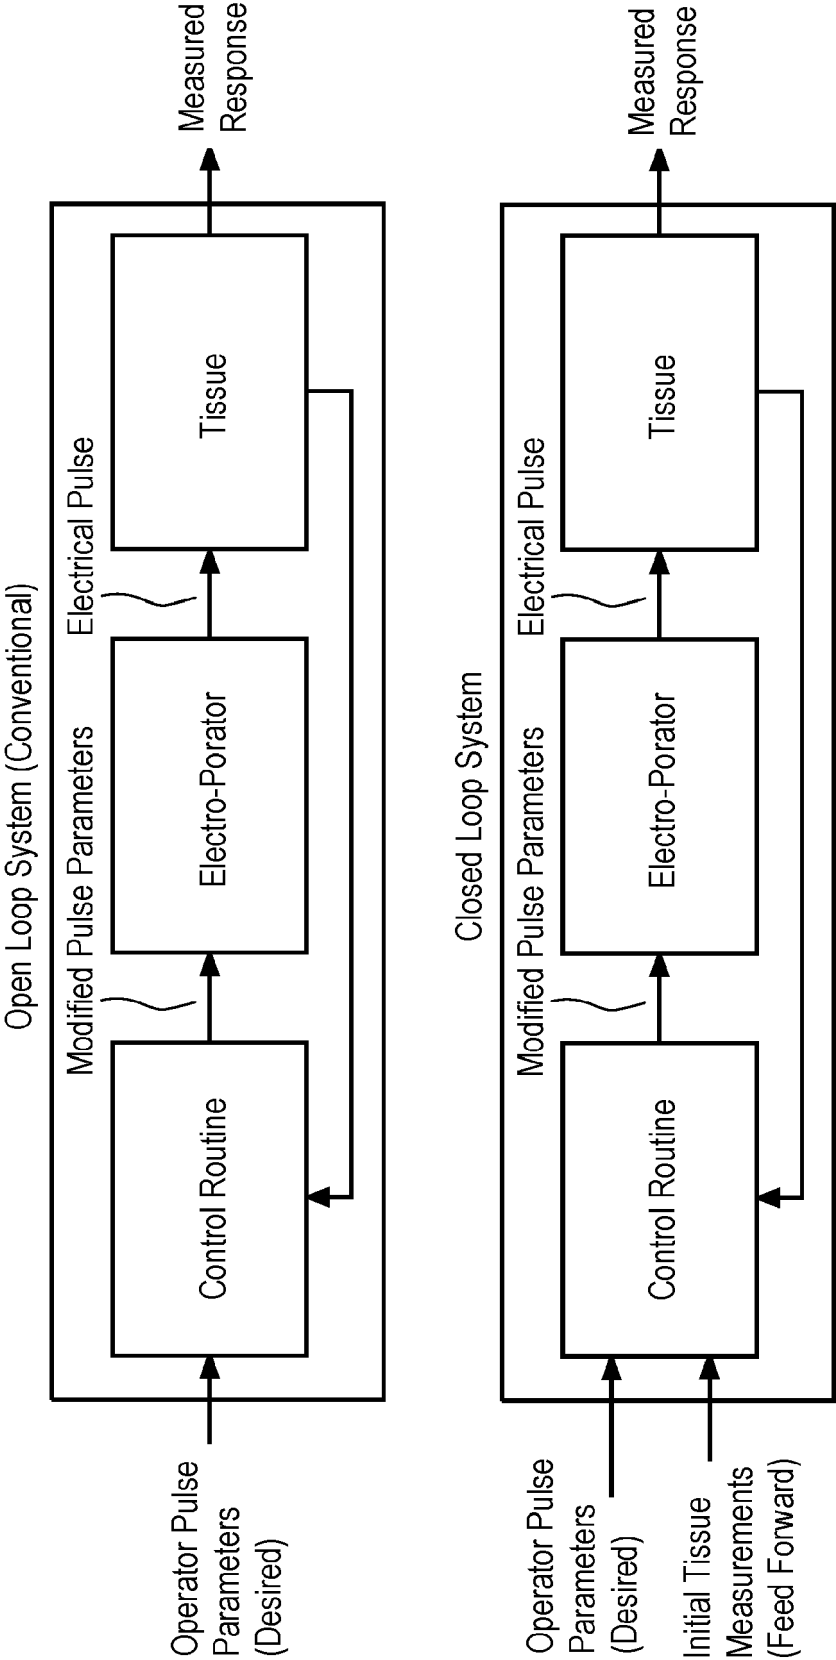 Open Loop System (Conventional)
Operator Pulse
Parameters
(Desired)
Control Routine
Modified Pulse Parameters
Electro-Porator
Electrical Pulse
Tissue
Measured
Response
Closed Loop System
Operator Pulse
Parameters
(Desired)
Initial Tissue
Measurements
(Feed Forward)
Control Routine
Modified Pulse Parameters
Electro-Porator
Electrical Pulse
Tissue
Measured
Response